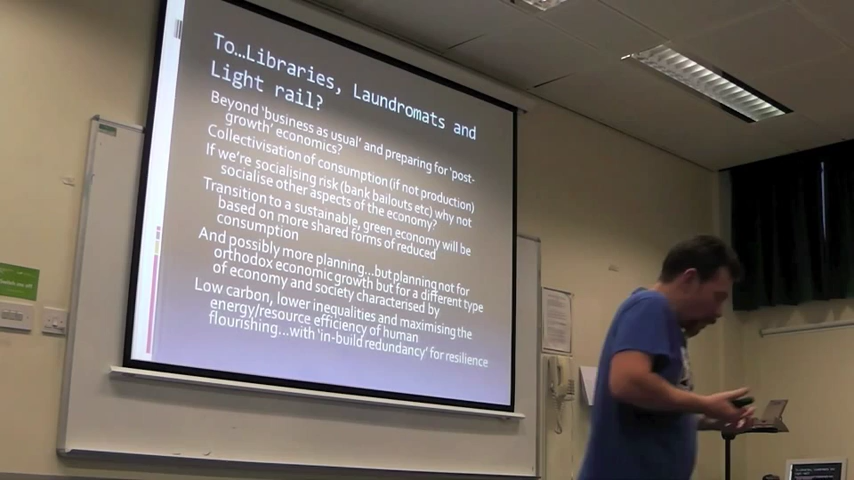 To…Libraries, Laundromats and
Light rail?
Beyond 'business as usual' and preparing for 'post-
growth' economics?
Collectivisation of consumption (if not production)
If we're socialising risk (bank bailouts etc) why not
socialise other aspects of the economy?
Transition to a sustainable, green economy will be
based on more shared forms of reduced
consumption
And possibly more planning…but planning not for
orthodox economic growth but for a different type
of economy and society characterised by
Low carbon, lower inequalities and maximising the
energy/resource efficiency of human
flourishing…with 'in-build redundancy' for resilience